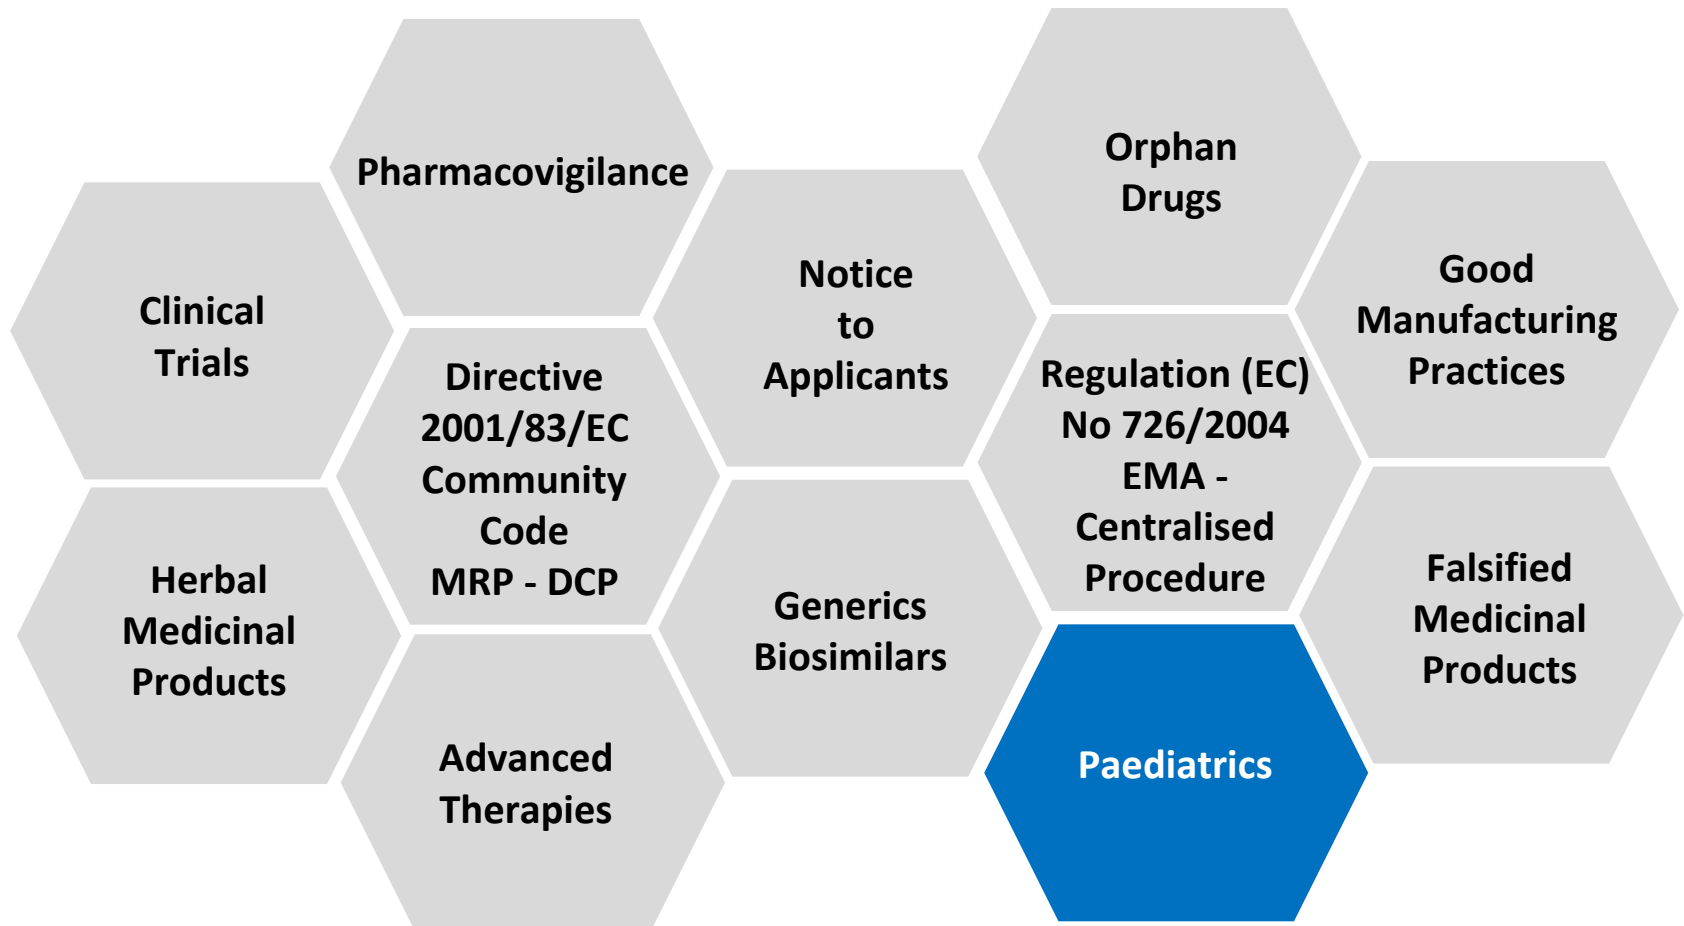 Pharmacovigilance
Orphan
Drugs
Clinical
Trials
Notice
to
Applicants
Good
Manufacturing
Practices
Directive
2001/83/EC
Community
Code
MRP - DCP
Regulation (EC)
No 726/2004
EMA -
Centralised
Procedure
Herbal
Medicinal
Products
Generics
Biosimilars
Falsified
Medicinal
Products
Advanced
Therapies
Paediatrics